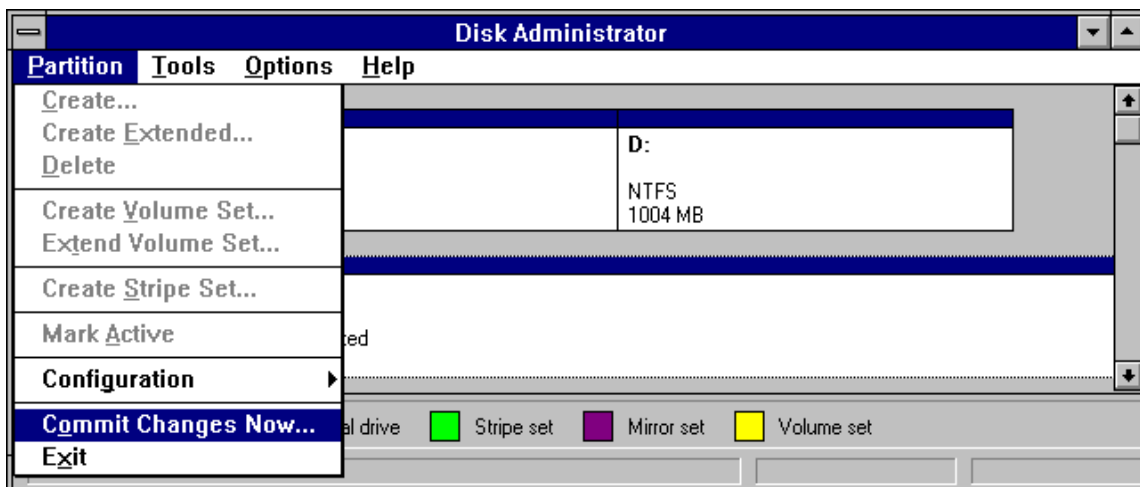 Disk Administrator
Partition Tools Options Help
Create...
Create Extended...
Delete
Create Volume Set...
Extend Volume Set...
Create Stripe Set...
Mark Active
Configuration
Commit Changes Now...
Exit
D:
NTFS
1004 MB
drive Stripe set Mirror set Volume set